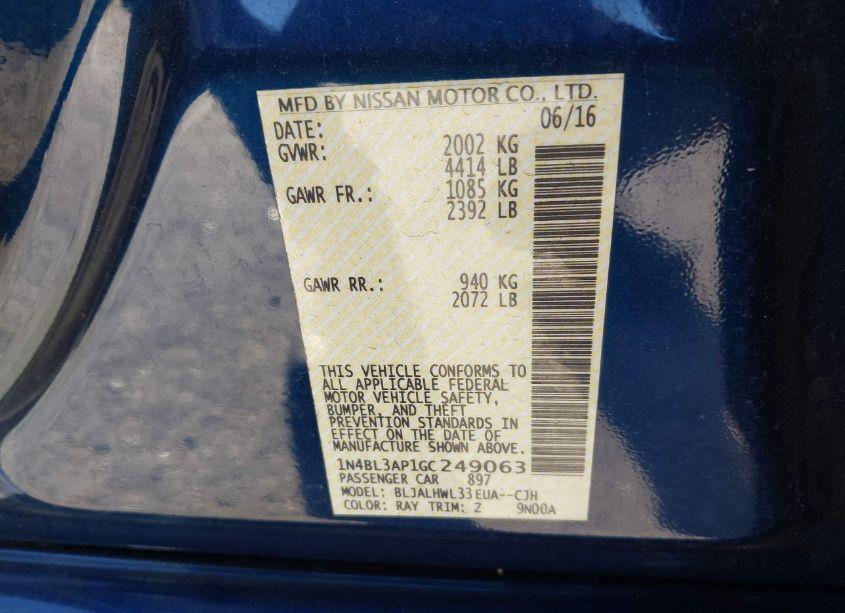 MFD BY NISSAN MOTOR CO., LTD.
DATE: 06/16
GVWR: 2002 KG
4414 LB
GAWR FR.: 1085 KG
2392 LB
GAWR RR.: 940 KG
2072 LB
THIS VEHICLE CONFORMS TO
ALL APPLICABLE FEDERAL
MOTOR VEHICLE SAFETY,
BUMPER, AND THEFT
PREVENTION STANDARDS IN
EFFECT ON THE DATE OF
MANUFACTURE SHOWN ABOVE.
1N4BL3AP1GC249063
PASSENGER CAR 897
MODEL: BLJALHWL33EUA--CJH
COLOR: RAY TRIM: Z 9N00A